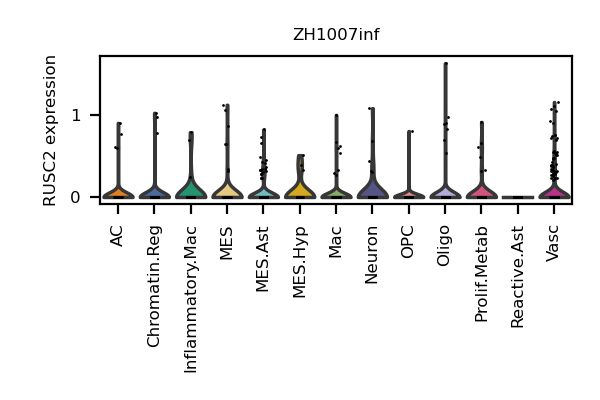 ZH1007inf
RUSC2 expression
1
0
AC
Chromatin.Reg
Inflammatory.Mac
MES
MES.Ast
MES.Hyp
Mac
Neuron
OPC
Oligo
Prolif.Metab
Reactive.Ast
Vasc